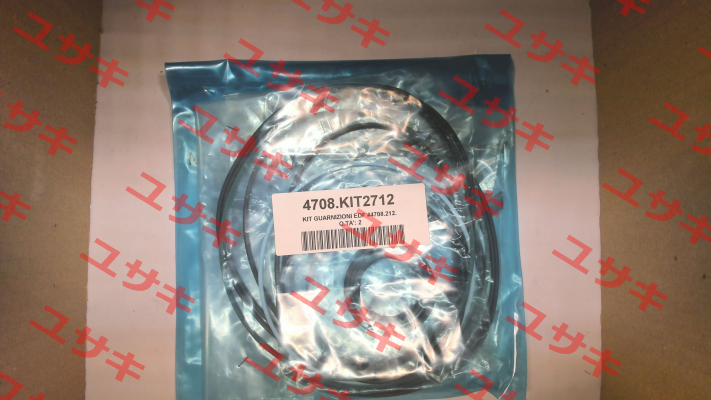 4708.KIT2712
KIT GUARNIZIONI EDF 44708.212.
Q.TA': 2
ユサキ